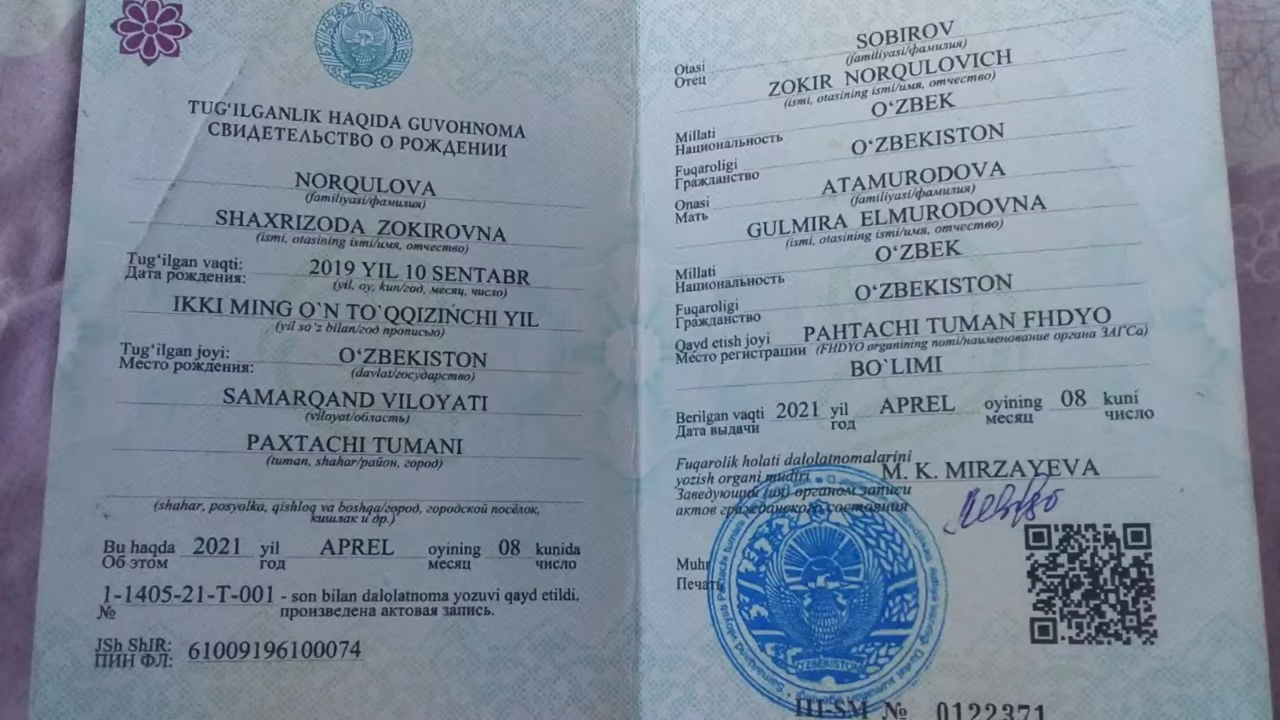 TUG‘ILGANLIK HAQIDA GUVOHNOMA
СВИДЕТЕЛЬСТВО О РОЖДЕНИИ
NORQULOVA
(familiyasi/фамилия)
SHAXRIZODA ZOKIROVNA
(ismi, otasining ismi/имя, отчество)
Tug‘ilgan vaqti: 2019 YIL 10 SENTABR
Дата рождения: (yil, oy, kun/год, месяц, число)
IKKI MING O`N TO`QQIZINCHI YIL
(yil so‘z bilan/год прописью)
Tug‘ilgan joyi: O‘ZBEKISTON
Место рождения: (davlat/государство)
SAMARQAND VILOYATI
(viloyat/область)
PAXTACHI TUMANI
(tuman, shahar/район, город)
(shahar, posyolka, qishloq va boshqa/город, городской посёлок,
кишлак и др.)
Bu haqda 2021 yil APREL oyining 08 kunida
Об этом год месяц число
1-1405-21-T-001 - son bilan dalolatnoma yozuvi qayd etildi.
№ произведена актовая запись.
JSh ShIR: 61009196100074
ПИН ФЛ:
SOBIROV
Otasi (familiyasi/фамилия)
Отец ZOKIR NORQULOVICH
(ismi, otasining ismi/имя, отчество)
Millati O‘ZBEK
Национальность
Fuqaroligi O‘ZBEKISTON
Гражданство
Onasi ATAMURODOVA
Мать (familiyasi/фамилия)
GULMIRA ELMURODOVNA
(ismi, otasining ismi/имя, отчество)
Millati O‘ZBEK
Национальность
Fuqaroligi O‘ZBEKISTON
Гражданство
Qayd etish joyi PAHTACHI TUMAN FHDYO
Место регистрации (FHDYO organining nomi/наименование органа ЗАГСа)
BO`LIMI
Berilgan vaqti 2021 yil APREL oyining 08 kuni
Дата выдачи год месяц число
Fuqarolik holati dalolatnomalarini
yozish organi mudiri M. K. MIRZAYEVA
Заведующий (ая) органом записи
актов гражданского состояния
Muhr
Печать
O‘ZBEKISTON
III-SM № 0122371